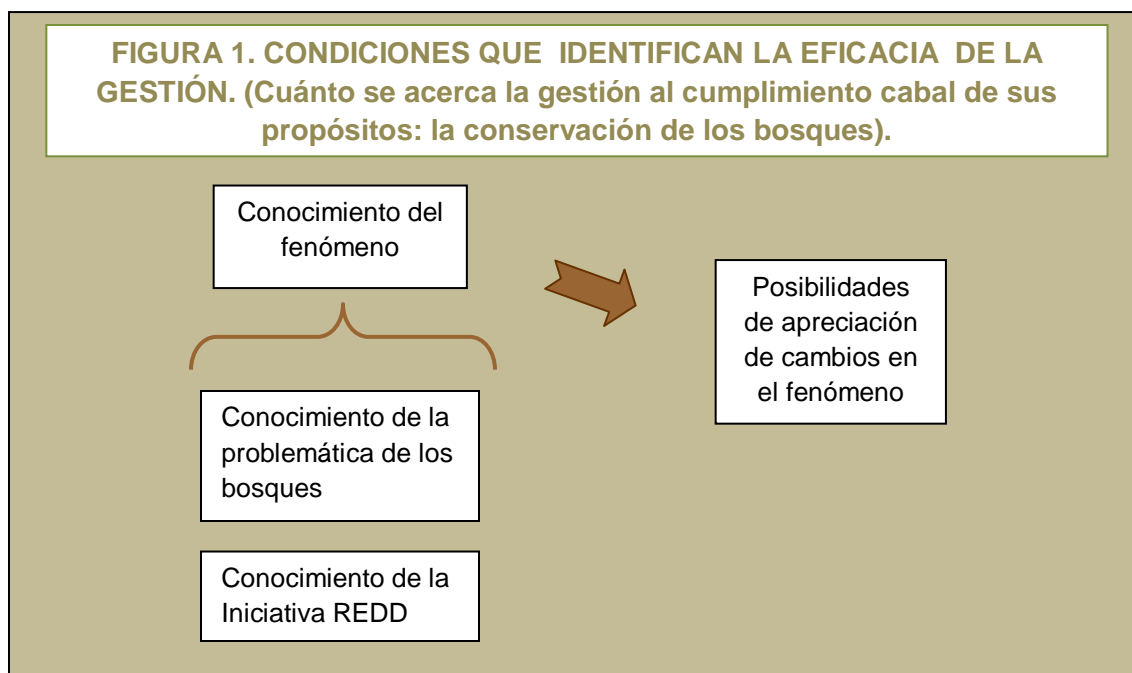 FIGURA 1. CONDICIONES QUE IDENTIFICAN LA EFICACIA DE LA
GESTIÓN. (Cuánto se acerca la gestión al cumplimiento cabal de sus
propósitos: la conservación de los bosques).
Conocimiento del
fenómeno
Posibilidades
de apreciación
de cambios en
el fenómeno
Conocimiento de la
problemática de los
bosques
Conocimiento de la
Iniciativa REDD